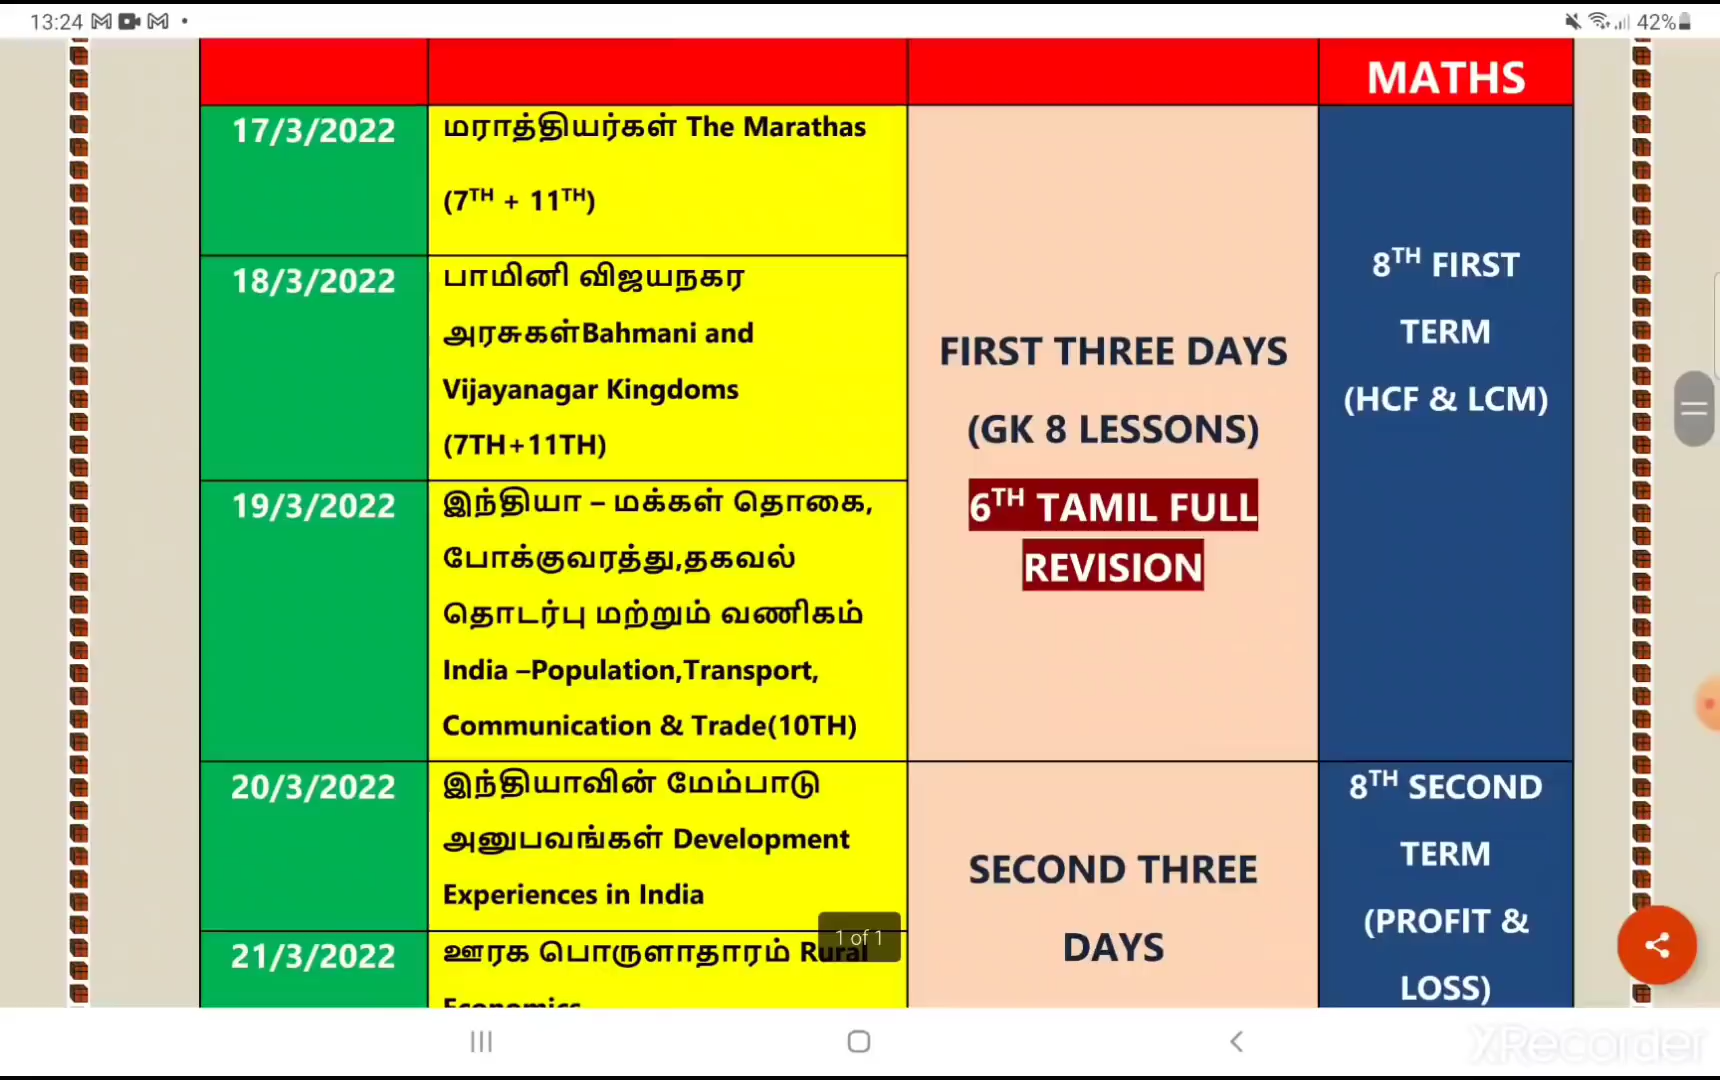 13:24
42%
MATHS
17/3/2022
மராத்தியர்கள் The Marathas
(7TH + 11TH)
18/3/2022
பாமினி விஜயநகர
அரசுகள்Bahmani and
Vijayanagar Kingdoms
(7TH+11TH)
19/3/2022
இந்தியா – மக்கள் தொகை,
போக்குவரத்து,தகவல்
தொடர்பு மற்றும் வணிகம்
India –Population,Transport,
Communication & Trade(10TH)
FIRST THREE DAYS
(GK 8 LESSONS)
6TH TAMIL FULL
REVISION
8TH FIRST
TERM
(HCF & LCM)
20/3/2022
இந்தியாவின் மேம்பாடு
அனுபவங்கள் Development
Experiences in India
21/3/2022
ஊரக பொருளாதாரம் Rural
Economics
1 of 1
SECOND THREE
DAYS
8TH SECOND
TERM
(PROFIT &
LOSS)
XRecorder